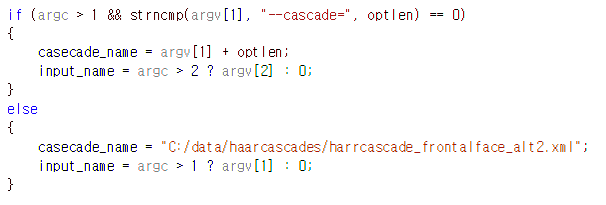 if (argc > 1 && strncmp(argv[1], "--cascade=", optlen) == 0)
{
casecade_name = argv[1] + optlen;
input_name = argc > 2 ? argv[2] : 0;
}
else
{
casecade_name = "C:/data/haarcascades/harrcascade_frontalface_alt2.xml";
input_name = argc > 1 ? argv[1] : 0;
}